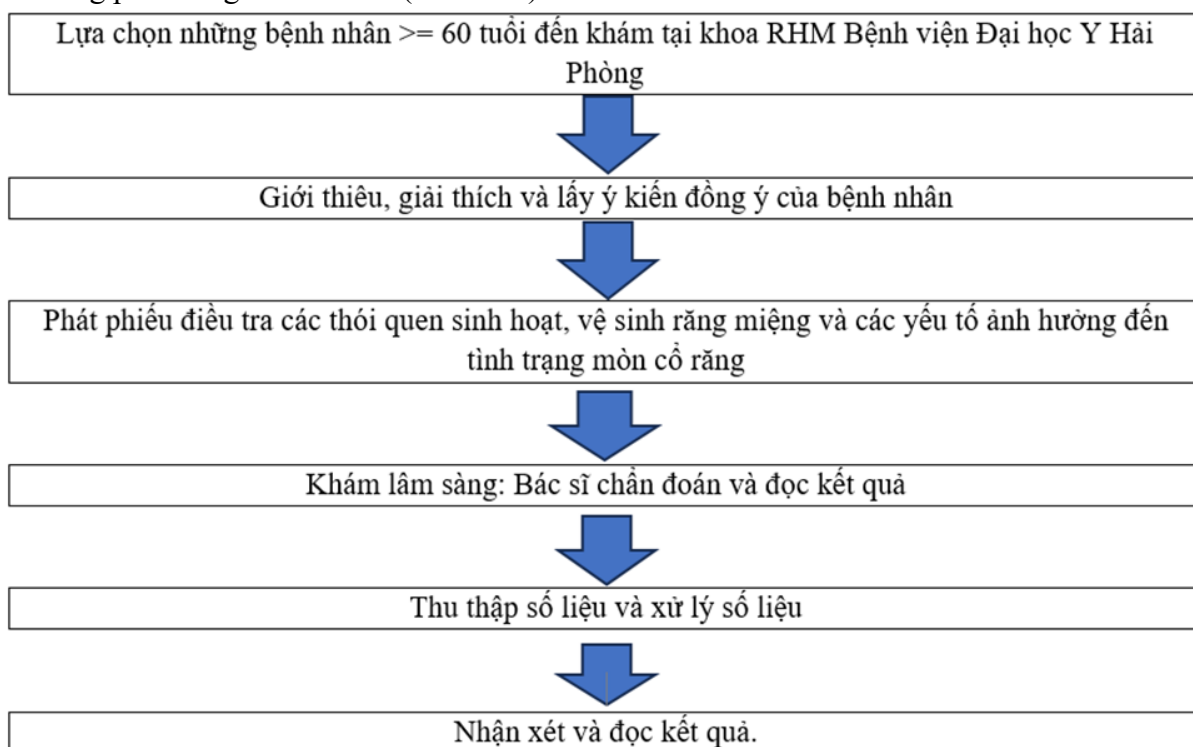 Lựa chọn những bệnh nhân >= 60 tuổi đến khám tại khoa RHM Bệnh viện Đại học Y Hải
Phòng
Giới thiêu, giải thích và lấy ý kiến đồng ý của bệnh nhân
Phát phiếu điều tra các thói quen sinh hoạt, vệ sinh răng miệng và các yếu tố ảnh hưởng đến
tình trạng mòn cổ răng
Khám lâm sàng: Bác sĩ chẩn đoán và đọc kết quả
Thu thập số liệu và xử lý số liệu
Nhận xét và đọc kết quả.